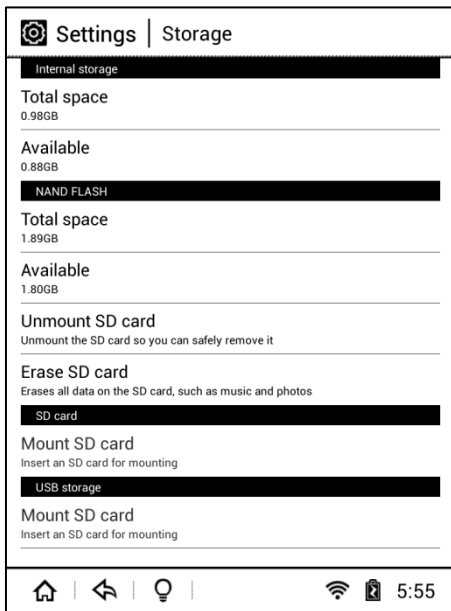 Settings | Storage
Internal storage
Total space
0.98GB
Available
0.88GB
NAND FLASH
Total space
1.89GB
Available
1.80GB
Unmount SD card
Unmount the SD card so you can safely remove it
Erase SD card
Erases all data on the SD card, such as music and photos
SD card
Mount SD card
Insert an SD card for mounting
USB storage
Mount SD card
Insert an SD card for mounting
5:55